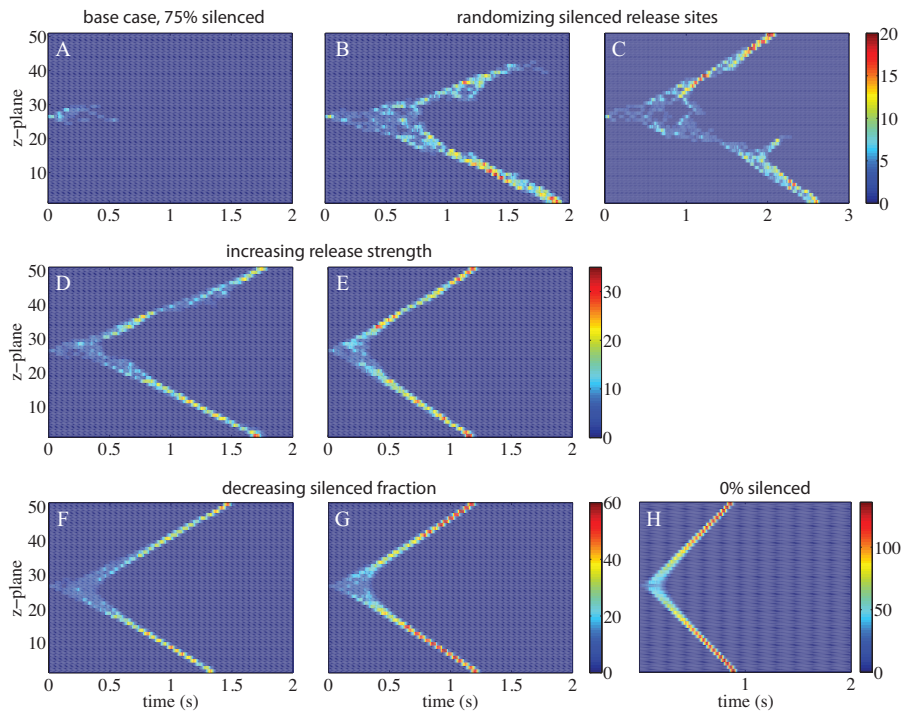 base case, 75% silenced
randomizing silenced release sites
A
B
C
z–plane
50
40
30
20
10
0 0.5 1 1.5 2
0 0.5 1 1.5 2
0 1 2 3
20
15
10
5
0
increasing release strength
D
E
z–plane
50
40
30
20
10
0 0.5 1 1.5 2
0 0.5 1 1.5 2
30
20
10
0
decreasing silenced fraction
0% silenced
F
G
H
z–plane
50
40
30
20
10
0 0.5 1 1.5 2
0 0.5 1 1.5 2
60
40
20
0
1 2
100
50
0
time (s)
time (s)
time (s)